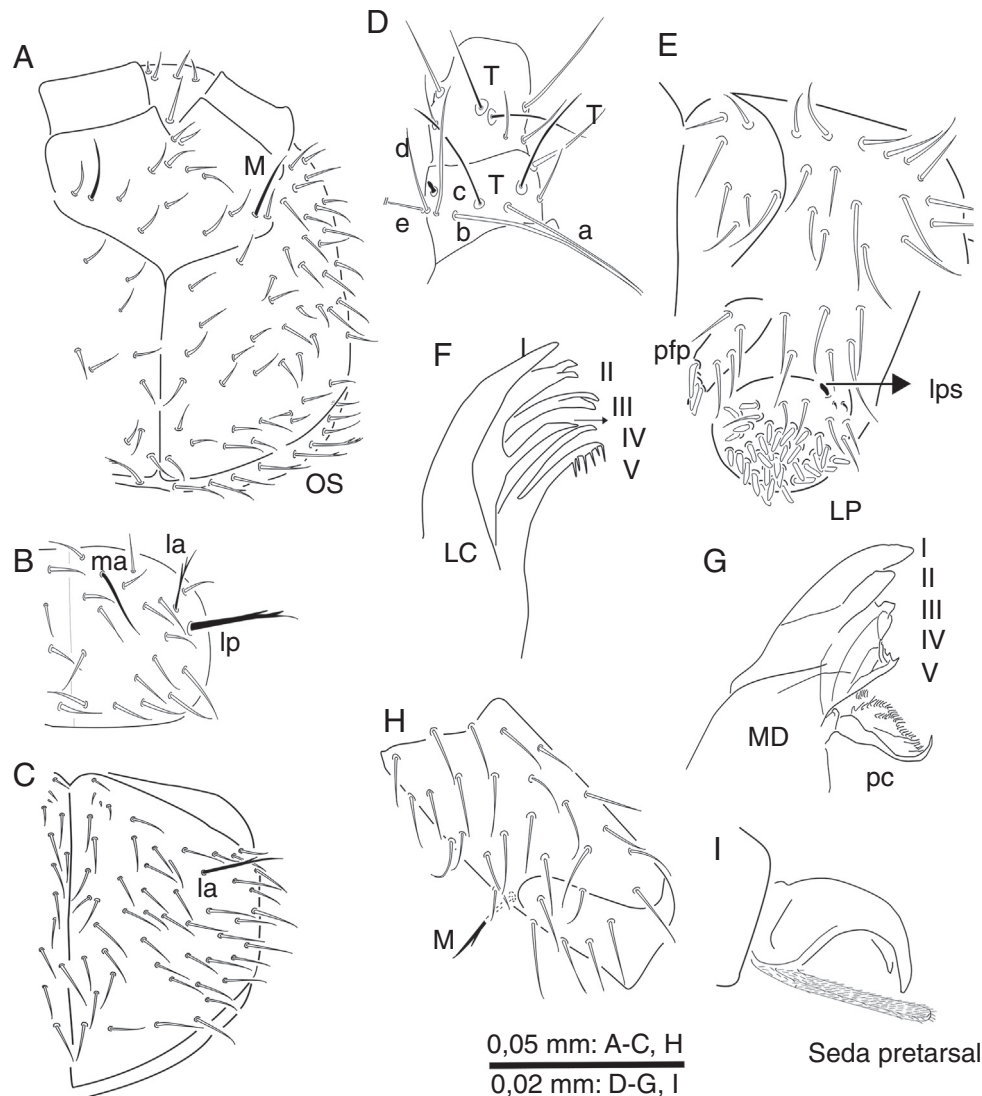 A
M
OS
D
T
T
T
d
c
e
b
a
E
pfp
lps
LP
F
I
II
III
IV
V
LC
B
ma
la
lp
G
I
II
III
IV
V
MD
pc
C
la
H
M
I
Seda pretarsal
0,05 mm: A-C, H
0,02 mm: D-G, I